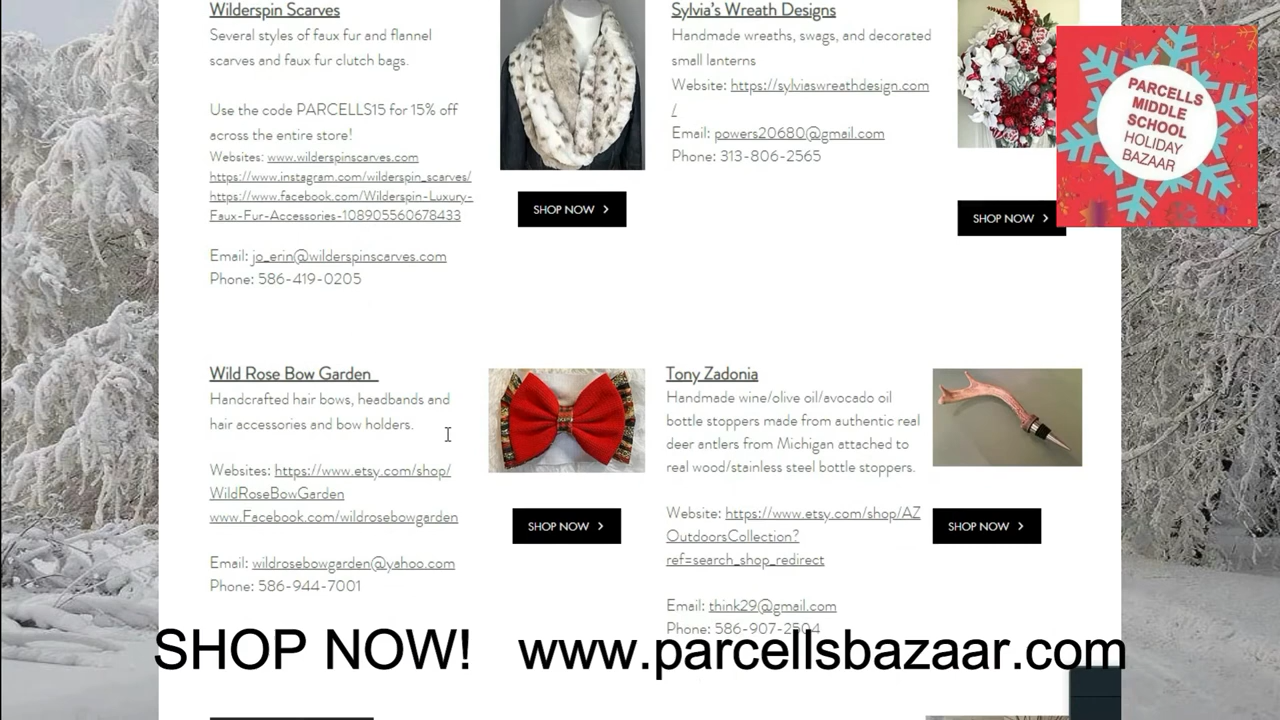 Wilderspin Scarves
Several styles of faux fur and flannel
scarves and faux fur clutch bags.
Use the code PARCELLS15 for 15% off
across the entire store!
Websites: www.wilderspinscarves.com
https://www.instagram.com/wilderspin_scarves/
https://www.facebook.com/Wilderspin-Luxury-
Faux-Fur-Accessories-108905560678433
Email: jo_erin@wilderspinscarves.com
Phone: 586-419-0205
SHOP NOW >
Sylvia's Wreath Designs
Handmade wreaths, swags, and decorated
small lanterns
Website: https://sylviaswreathdesign.com
/
Email: powers20680@gmail.com
Phone: 313-806-2565
SHOP NOW >
PARCELLS
MIDDLE
SCHOOL
HOLIDAY
BAZAAR
Wild Rose Bow Garden
Handcrafted hair bows, headbands and
hair accessories and bow holders.
Websites: https://www.etsy.com/shop/
WildRoseBowGarden
www.Facebook.com/wildrosebowgarden
Email: wildrosebowgarden@yahoo.com
Phone: 586-944-7001
SHOP NOW >
Tony Zadonia
Handmade wine/olive oil/avocado oil
bottle stoppers made from authentic real
deer antlers from Michigan attached to
real wood/stainless steel bottle stoppers.
Website: https://www.etsy.com/shop/AZ
OutdoorsCollection?
ref=search_shop_redirect
Email: think29@gmail.com
Phone: 586-907-2504
SHOP NOW >
SHOP NOW! www.parcellsbazaar.com